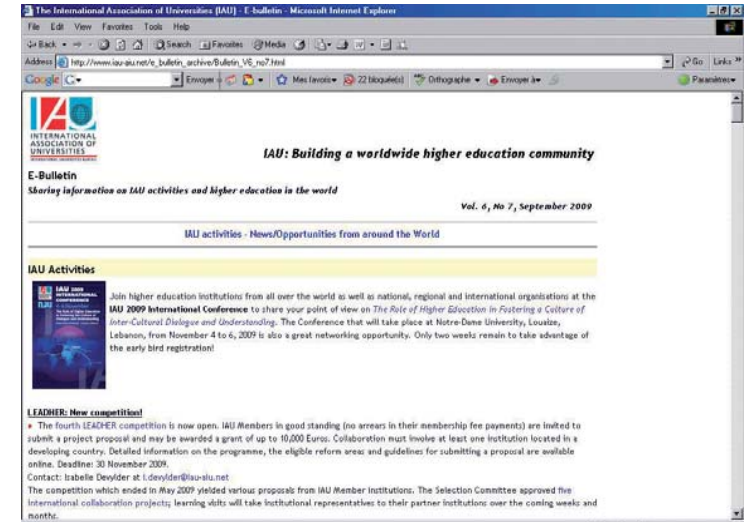 The International Association of Universities (IAU) - E-bulletin - Microsoft Internet Explorer
File Edit View Favorites Tools Help
Back Search Favorites Media
Address http://www.iau-aiu.net/e_bulletin_archive/Bulletin_V6_no7.html Go Links »
Google G Envoyer Mes favoris 22 bloquée(s) Orthographe Envoyer à Paramètres
IAU
INTERNATIONAL
ASSOCIATION OF
UNIVERSITIES
IAU: Building a worldwide higher education community
E-Bulletin
Sharing information on IAU activities and higher education in the world
Vol. 6, No 7, September 2009
IAU activities - News/Opportunities from around the World
IAU Activities
IAU 2009
INTERNATIONAL
CONFERENCE
Join higher education institutions from all over the world as well as national, regional and international organisations at the
IAU 2009 International Conference to share your point of view on The Role of Higher Education in Fostering a Culture of
Inter-Cultural Dialogue and Understanding. The Conference that will take place at Notre-Dame University, Louaize,
Lebanon, from November 4 to 6, 2009 is also a great networking opportunity. Only two weeks remain to take advantage of
the early bird registration!
LEADHER: New competition!
• The fourth LEADHER competition is now open. IAU Members in good standing (no arrears in their membership fee payments) are invited to
submit a project proposal and may be awarded a grant of up to 10,000 Euros. Collaboration must involve at least one institution located in a
developing country. Detailed information on the programme, the eligible reform areas and guidelines for submitting a proposal are available
online. Deadline: 30 November 2009.
Contact: Isabelle Devylder at i.devylder@iau-aiu.net
The competition which ended in May 2009 yielded various proposals from IAU Member institutions. The Selection Committee approved five
international collaboration projects; learning visits will take institutional representatives to their partner institutions over the coming weeks and
months.